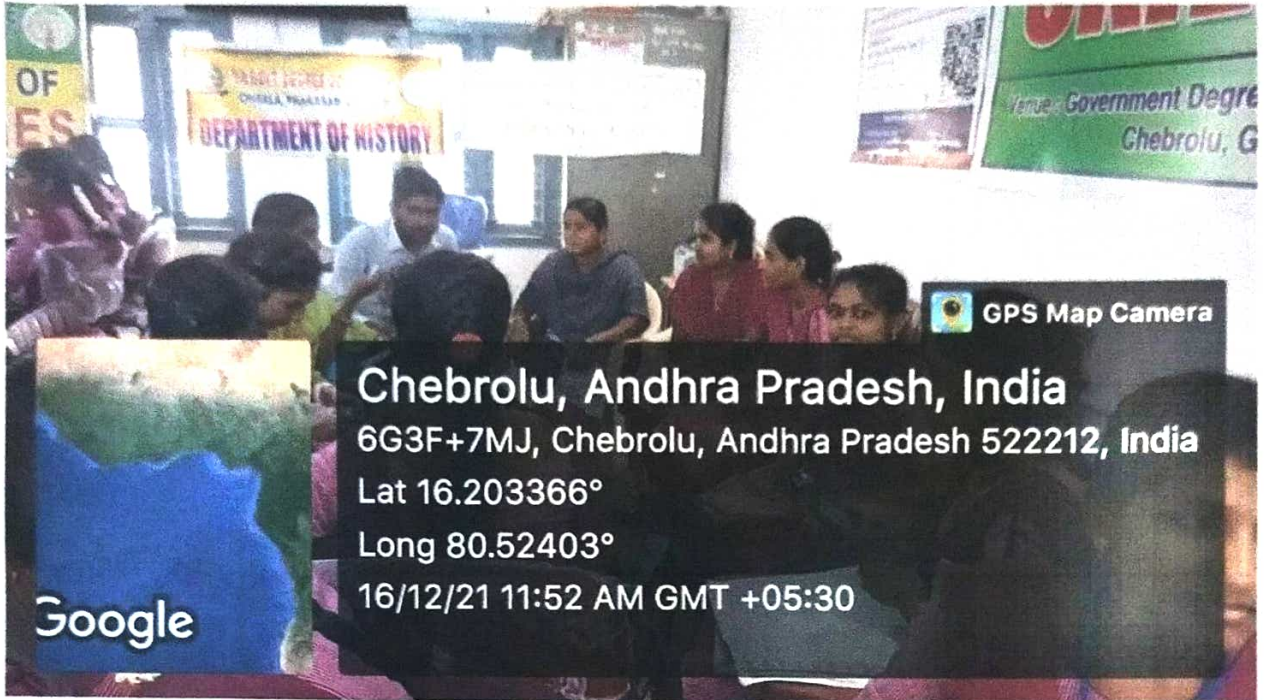 OF
ES
CHIRALA, PRAKASAM
DEPARTMENT OF HISTORY
Venue: Government Degre
Chebrolu, G
GPS Map Camera
Chebrolu, Andhra Pradesh, India
6G3F+7MJ, Chebrolu, Andhra Pradesh 522212, India
Lat 16.203366°
Long 80.52403°
16/12/21 11:52 AM GMT +05:30
Google